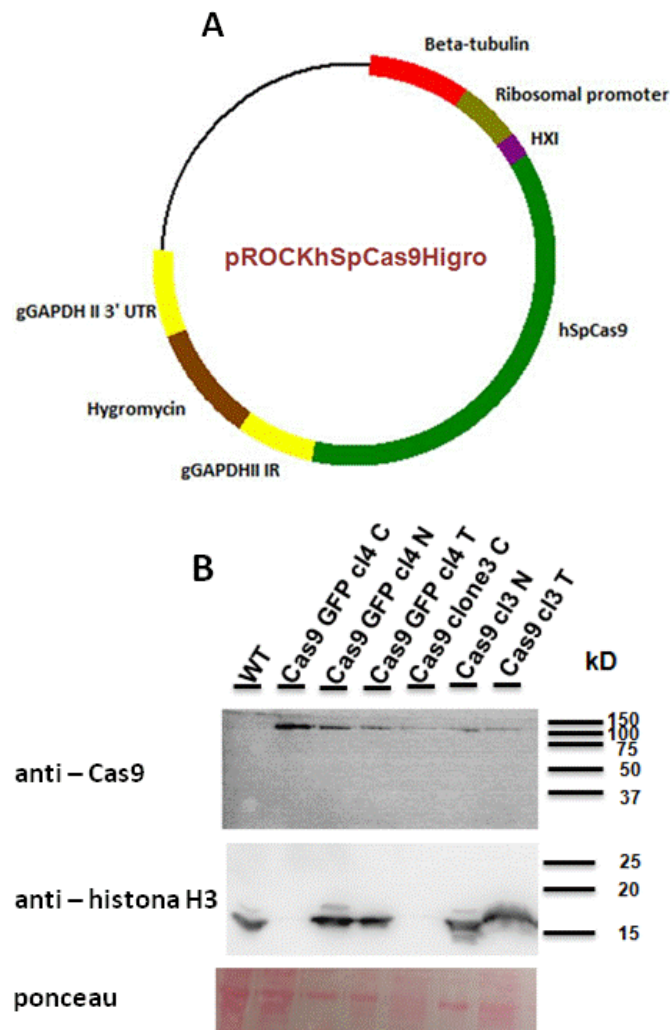 A
Beta-tubulin
Ribosomal promoter
HXI
pROCKhSpCas9Higro
hSpCas9
gGAPDH II 3' UTR
Hygromycin
gGAPDHII IR
B
WT
Cas9 GFP cl4 C
Cas9 GFP cl4 N
Cas9 GFP cl4 T
Cas9 clone3 C
Cas9 cl3 N
Cas9 cl3 T
kD
anti – Cas9
150
100
75
50
37
anti – histona H3
25
20
15
ponceau